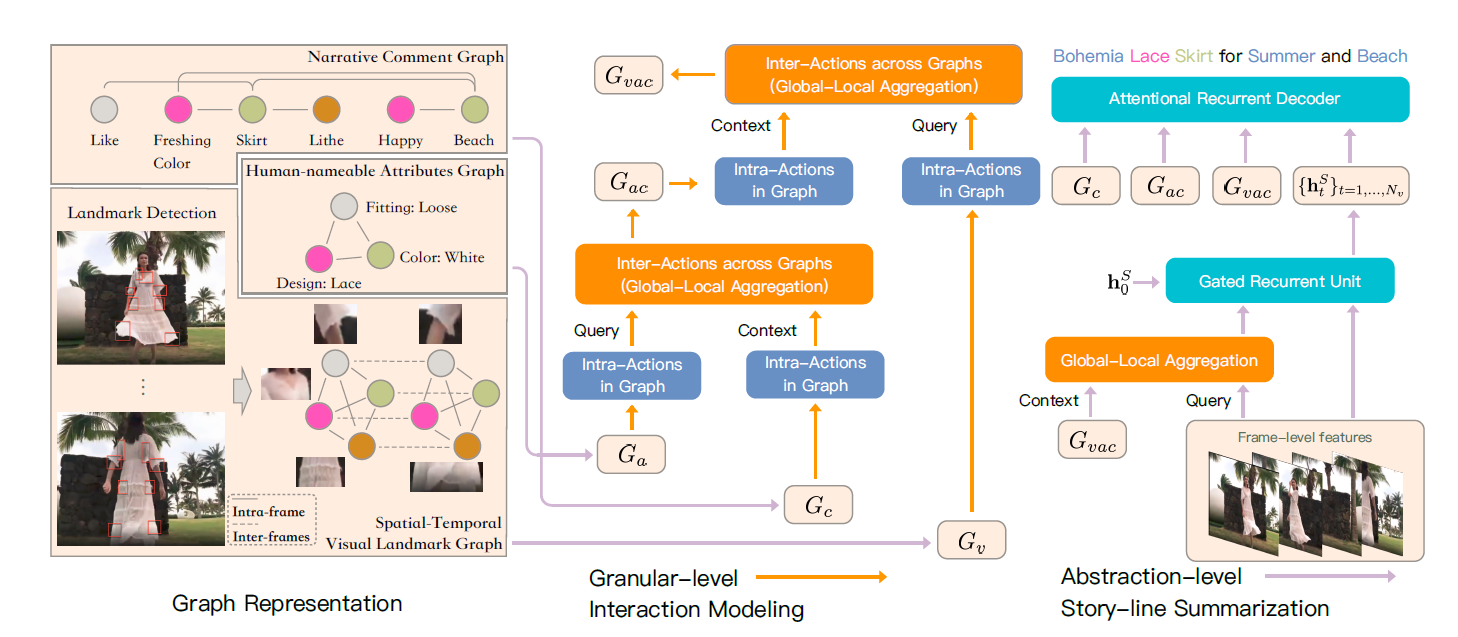 Narrative Comment Graph
Like
Freshing
Color
Skirt
Lithe
Happy
Beach
Human-nameable Attributes Graph
Fitting: Loose
Color: White
Design: Lace
Landmark Detection
⋮
Intra-frame
Inter-frames
Spatial-Temporal
Visual Landmark Graph
Graph Representation
G_vac
Inter-Actions across Graphs
(Global-Local Aggregation)
Context
Query
G_ac
Intra-Actions
in Graph
Intra-Actions
in Graph
Inter-Actions across Graphs
(Global-Local Aggregation)
Query
Context
Intra-Actions
in Graph
Intra-Actions
in Graph
G_a
G_c
G_v
Granular-level
Interaction Modeling
Bohemia Lace Skirt for Summer and Beach
Attentional Recurrent Decoder
G_c
G_ac
G_vac
{h_t^S}_{t=1,...,N_v}
h_0^S
Gated Recurrent Unit
Global-Local Aggregation
Context
Query
G_vac
Frame-level features
Abstraction-level
Story-line Summarization